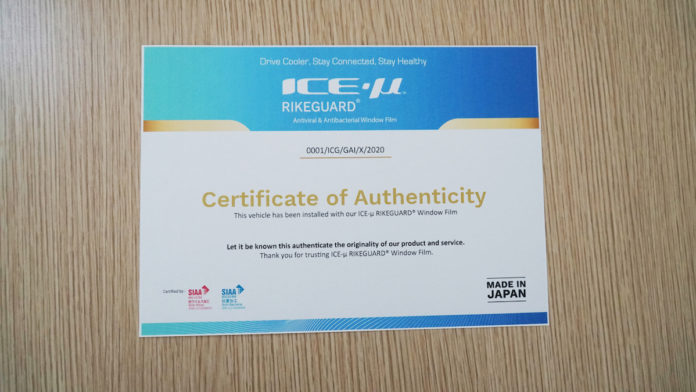 Drive Cooler, Stay Connected, Stay Healthy
ICE-µ
RIKEGUARD®
Antiviral & Antibacterial Window Film
0001/ICG/GAI/X/2020
Certificate of Authenticity
This vehicle has been installed with our ICE-µ RIKEGUARD® Window Film
Let it be known this authenticate the originality of our product and service.
Thank you for trusting ICE-µ RIKEGUARD® Window Film.
Certified by :
SIAA
SIAA
MADE IN
JAPAN